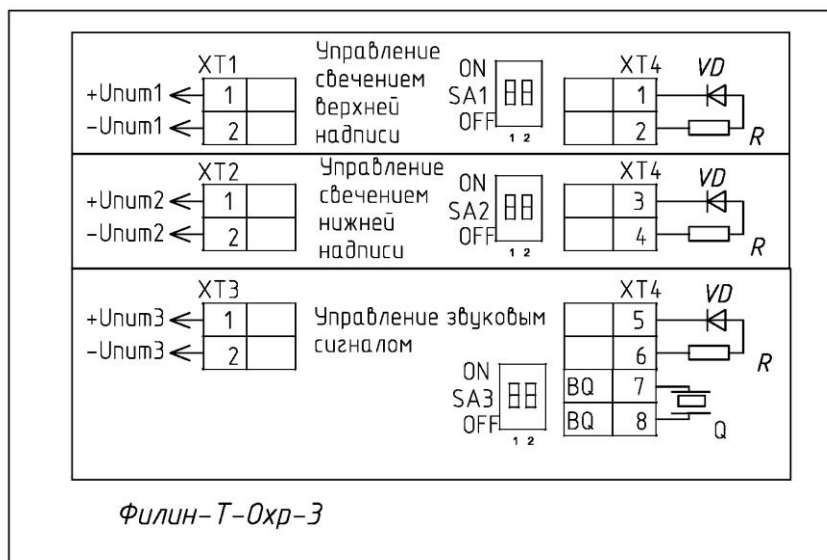 XT1
Управление
свечением
верхней
надписи
+Uпит1 1
-Uпит1 2
ON
SA1
OFF
1 2
XT4 VD
1
2 R
XT2
Управление
свечением
нижней
надписи
+Uпит2 1
-Uпит2 2
ON
SA2
OFF
1 2
XT4 VD
3
4 R
XT3
+Uпит3 1
-Uпит3 2
Управление звуковым
сигналом
ON
SA3
OFF
1 2
XT4 VD
5
6 R
BQ 7
BQ 8 Q
Филин-Т-Охр-3